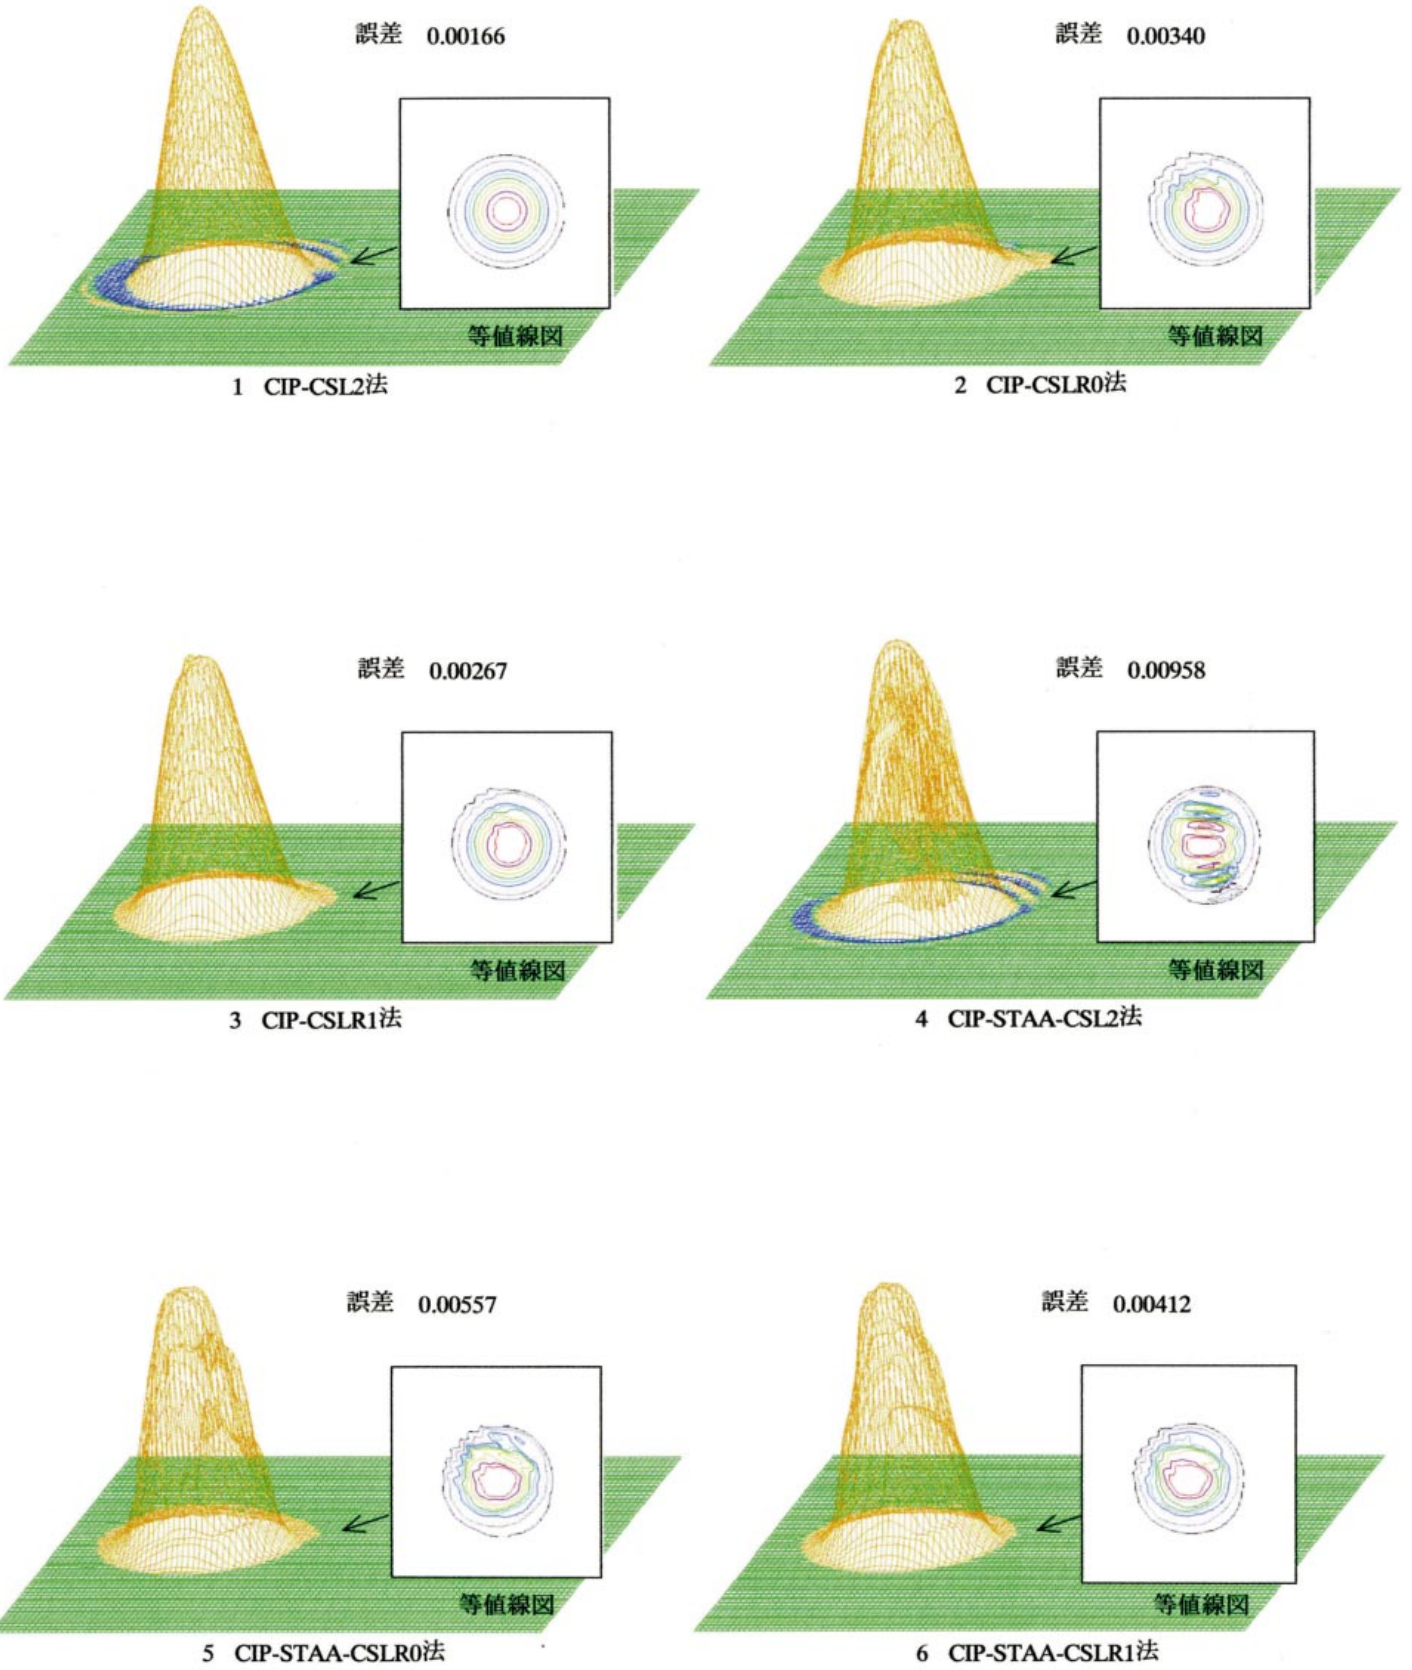 誤差 0.00166
等値線図
1 CIP-CSL2法
誤差 0.00340
等値線図
2 CIP-CSLR0法
誤差 0.00267
等値線図
3 CIP-CSLR1法
誤差 0.00958
等値線図
4 CIP-STAA-CSL2法
誤差 0.00557
等値線図
5 CIP-STAA-CSLR0法
誤差 0.00412
等値線図
6 CIP-STAA-CSLR1法